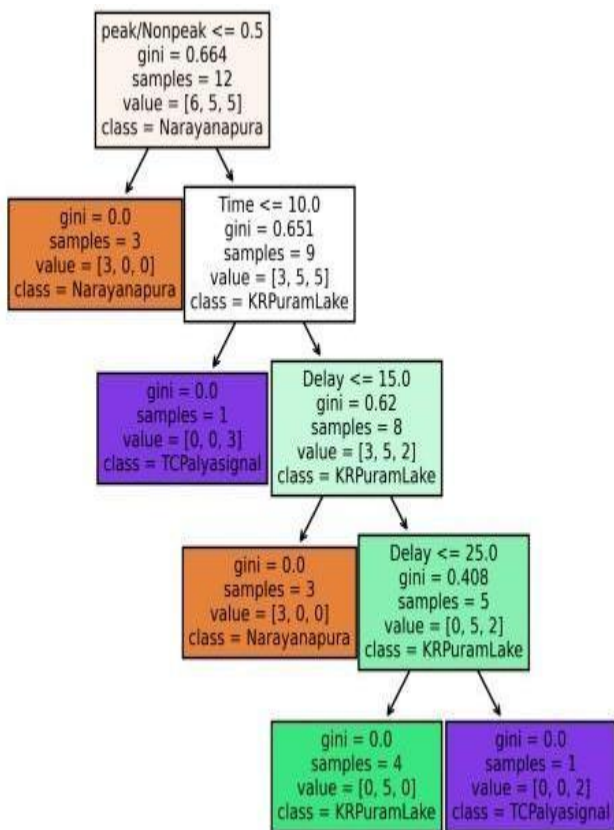 peak/Nonpeak <= 0.5
gini = 0.664
samples = 12
value = [6, 5, 5]
class = Narayanapura
gini = 0.0
samples = 3
value = [3, 0, 0]
class = Narayanapura
Time <= 10.0
gini = 0.651
samples = 9
value = [3, 5, 5]
class = KRPuramLake
gini = 0.0
samples = 1
value = [0, 0, 3]
class = TCPalyasignal
Delay <= 15.0
gini = 0.62
samples = 8
value = [3, 5, 2]
class = KRPuramLake
gini = 0.0
samples = 3
value = [3, 0, 0]
class = Narayanapura
Delay <= 25.0
gini = 0.408
samples = 5
value = [0, 5, 2]
class = KRPuramLake
gini = 0.0
samples = 4
value = [0, 5, 0]
class = KRPuramLake
gini = 0.0
samples = 1
value = [0, 0, 2]
class = TCPalyasignal